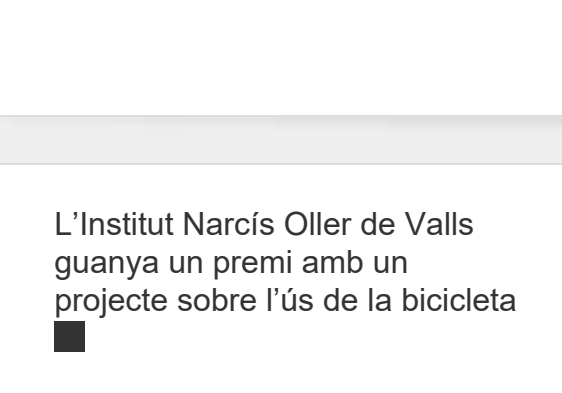 L’Institut Narcís Oller de Valls
guanya un premi amb un
projecte sobre l’ús de la bicicleta